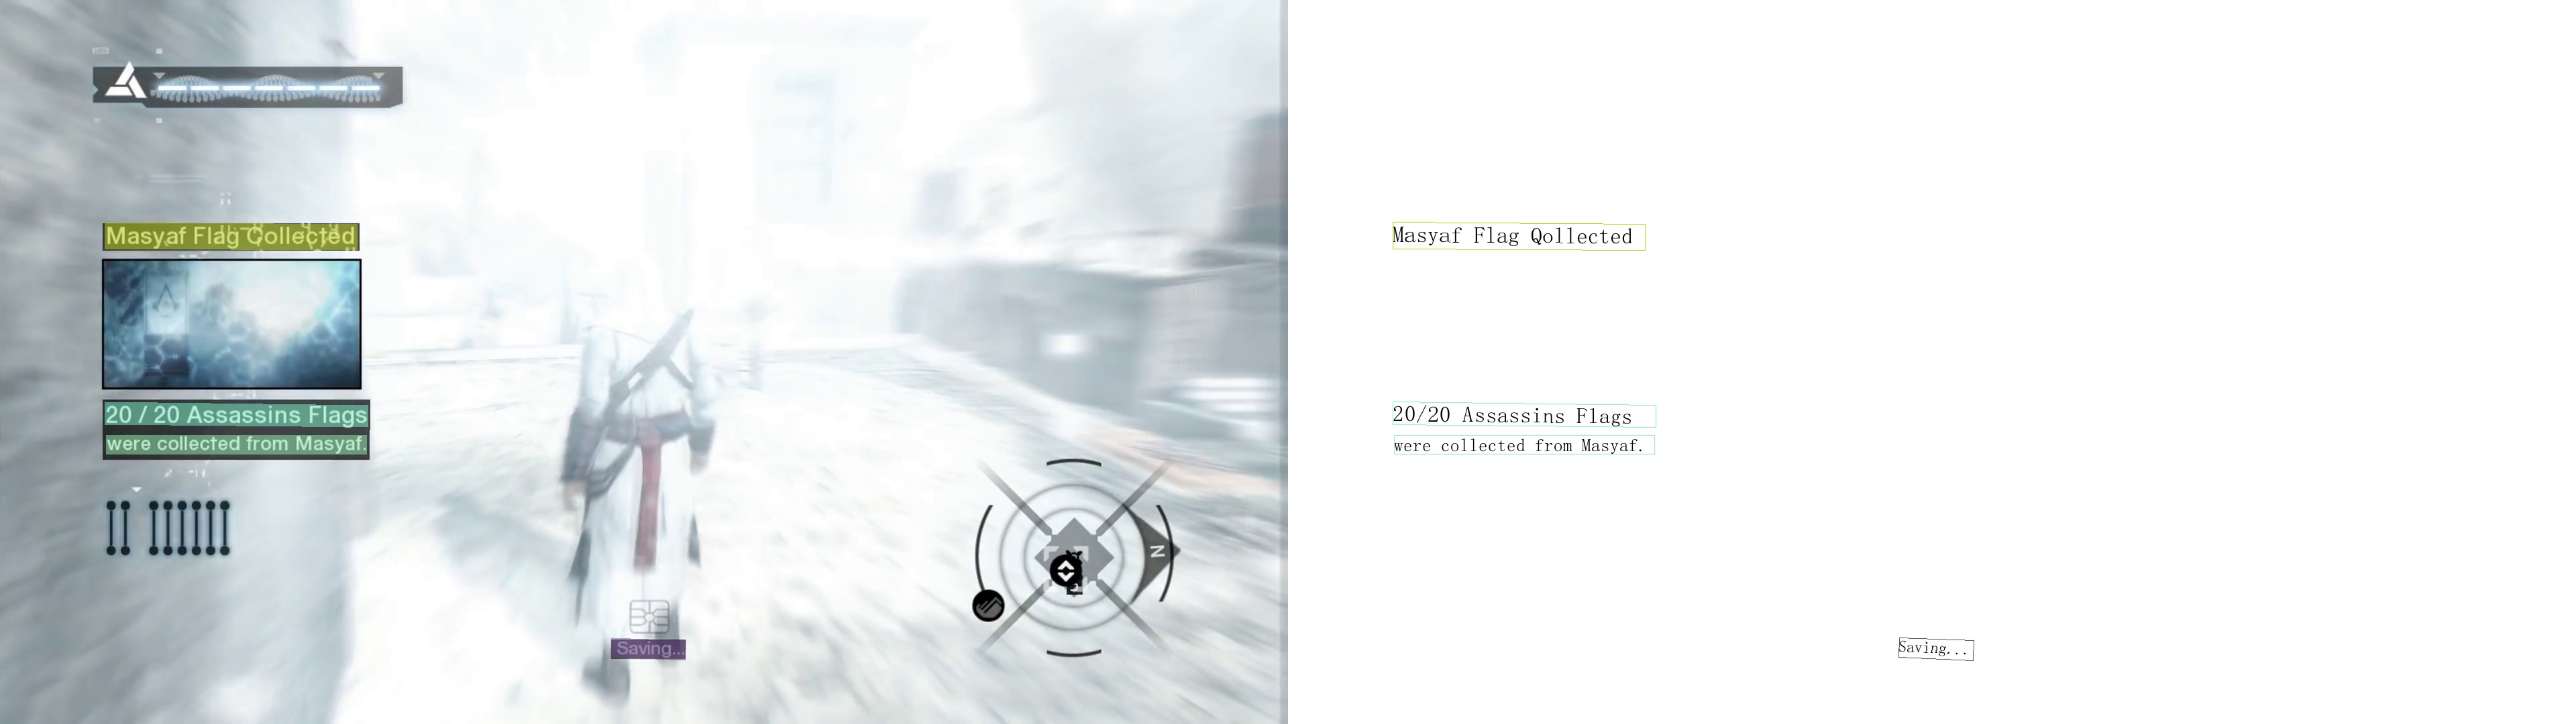 Masyaf Flag Collected
20 / 20 Assassins Flags
were collected from Masyaf.
N
Saving...
Masyaf Flag Qollected
20/20 Assassins Flags
were collected from Masyaf.
Saving...